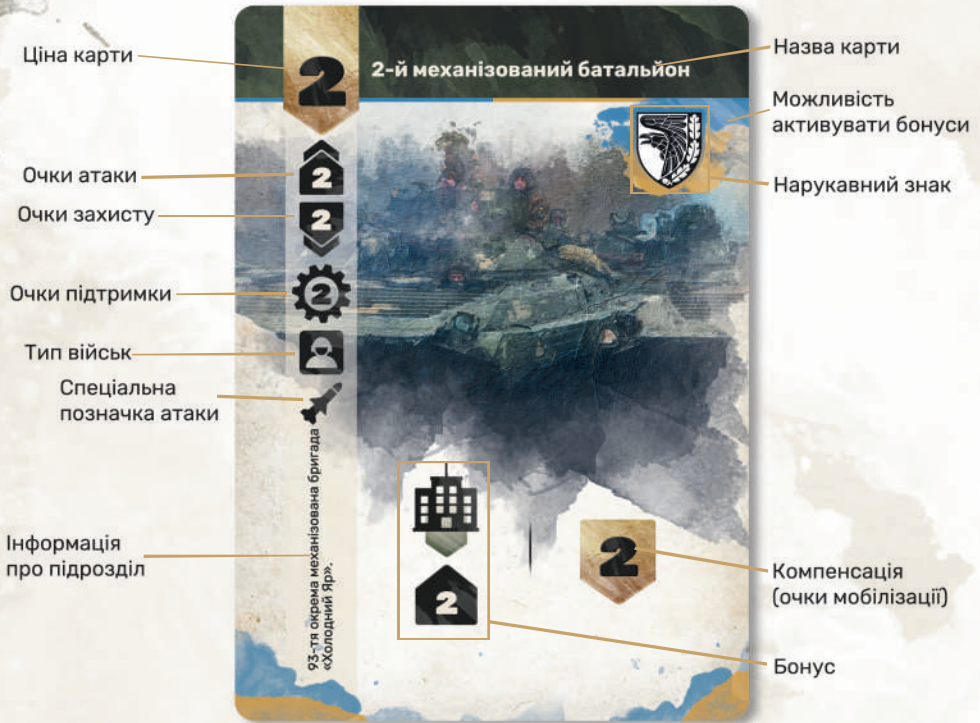 Ціна карти
2
2-й механізований батальйон
Назва карти
Можливість
активувати бонуси
Очки атаки
2
Нарукавний знак
Очки захисту
2
Очки підтримки
2
Тип військ
Спеціальна
позначка атаки
Інформація
про підрозділ
93-тя окрема механізована бригада
«Холодний Яр».
2
2
Компенсація
(очки мобілізації)
Бонус